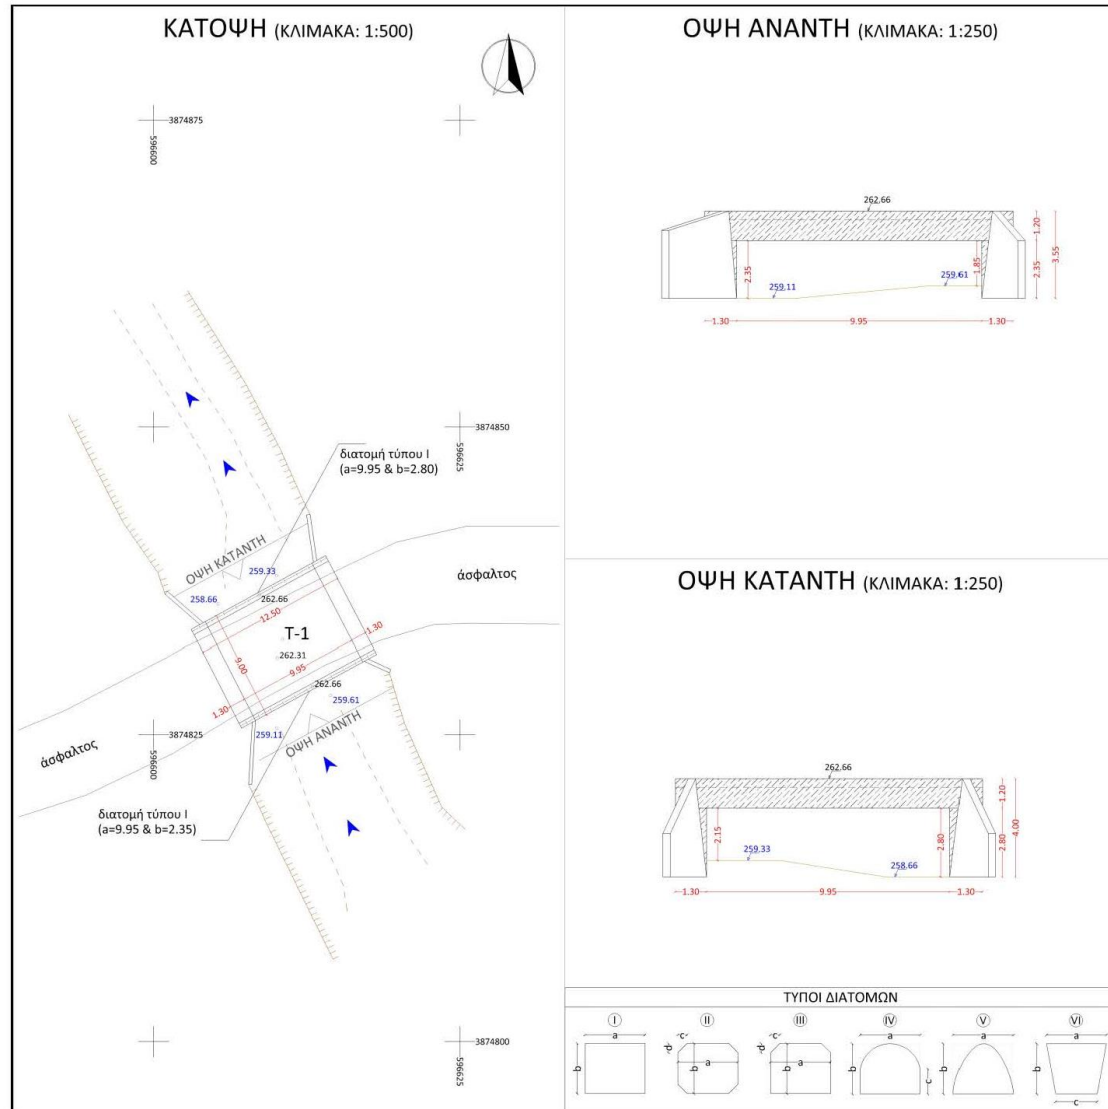 ΚΑΤΟΨΗ (ΚΛΙΜΑΚΑ: 1:500)
3874875
596600
3874850
596625
διατομή τύπου Ι
(a=9.95 & b=2.80)
ΟΨΗ ΚΑΤΑΝΤΗ
259.33
258.66
262.66
12.50
άσφαλτος
T-1
1.30
262.31
9.00
9.95
262.66
259.61
1.30
259.11
ΟΨΗ ΑΝΑΝΤΗ
3874825
596600
άσφαλτος
διατομή τύπου Ι
(a=9.95 & b=2.35)
3874800
596625
ΟΨΗ ΑΝΑΝΤΗ (ΚΛΙΜΑΚΑ: 1:250)
262.66
1.20
3.55
2.35
2.35
1.85
259.61
259.11
1.30 9.95 1.30
ΟΨΗ ΚΑΤΑΝΤΗ (ΚΛΙΜΑΚΑ: 1:250)
262.66
1.20
4.00
2.15
2.80
2.80
259.33
258.66
1.30 9.95 1.30
ΤΥΠΟΙ ΔΙΑΤΟΜΩΝ
I II III IV V VI
a c c a a a
b d b a d b a b c b b c